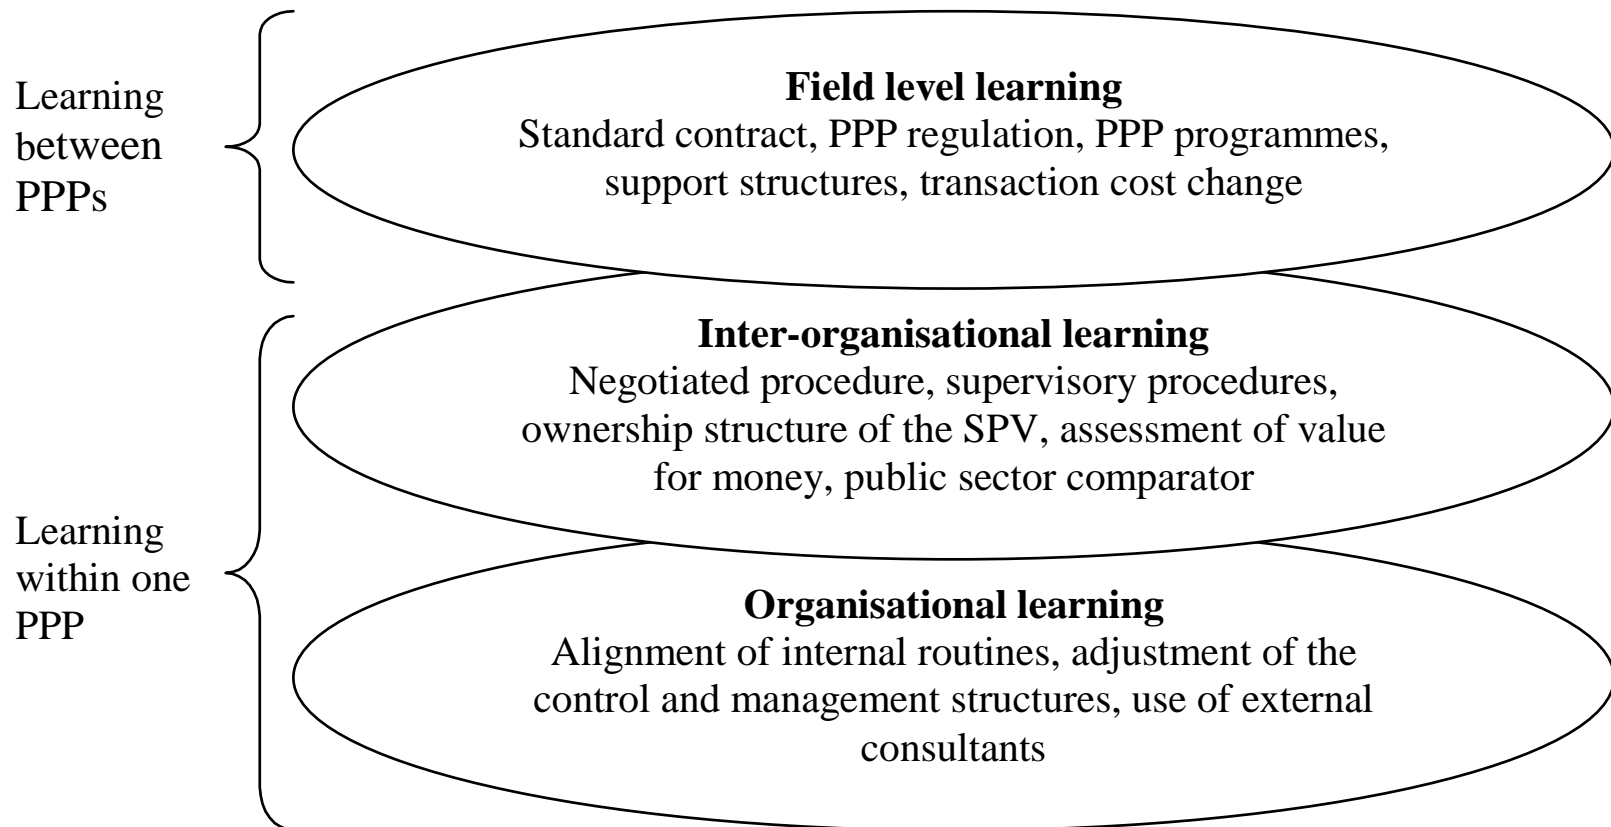 Learning
between
PPPs
Field level learning
Standard contract, PPP regulation, PPP programmes,
support structures, transaction cost change
Inter-organisational learning
Negotiated procedure, supervisory procedures,
ownership structure of the SPV, assessment of value
for money, public sector comparator
Learning
within one
PPP
Organisational learning
Alignment of internal routines, adjustment of the
control and management structures, use of external
consultants